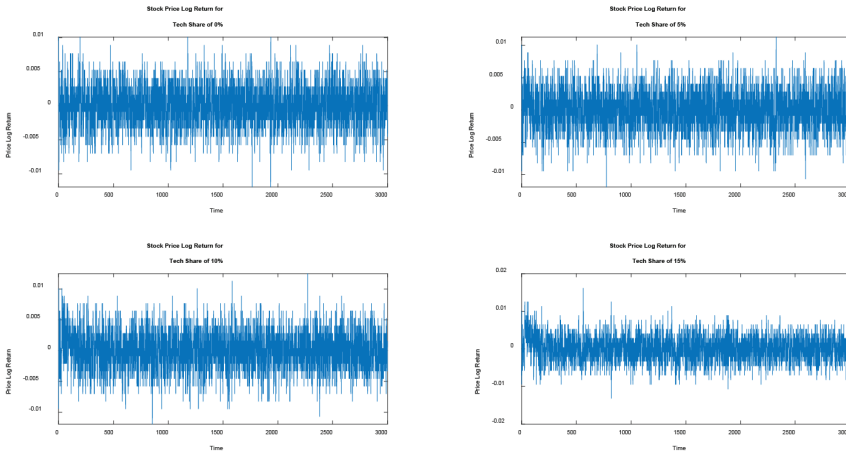 Stock Price Log Return for
Tech Share of 0%
0.01
0.005
0
-0.005
-0.01
Price Log Return
0 500 1000 1500 2000 2500 3000
Time
Stock Price Log Return for
Tech Share of 5%
0.01
0.005
0
-0.005
-0.01
Price Log Return
0 500 1000 1500 2000 2500 3000
Time
Stock Price Log Return for
Tech Share of 10%
0.01
0.005
0
-0.005
-0.01
Price Log Return
0 500 1000 1500 2000 2500 3000
Time
Stock Price Log Return for
Tech Share of 15%
0.02
0.01
0
-0.01
-0.02
Price Log Return
0 500 1000 1500 2000 2500 3000
Time